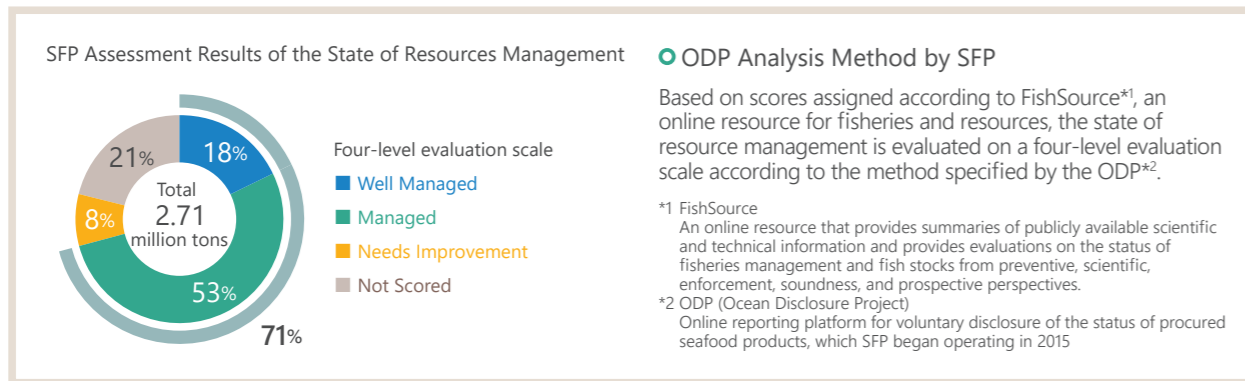 SFP Assessment Results of the State of Resources Management
18%
21%
8%
53%
71%
Total
2.71
million tons
Four-level evaluation scale
Well Managed
Managed
Needs Improvement
Not Scored
ODP Analysis Method by SFP
Based on scores assigned according to FishSource*1, an
online resource for fisheries and resources, the state of
resource management is evaluated on a four-level evaluation
scale according to the method specified by the ODP*2.
*1 FishSource
An online resource that provides summaries of publicly available scientific
and technical information and provides evaluations on the status of
fisheries management and fish stocks from preventive, scientific,
enforcement, soundness, and prospective perspectives.
*2 ODP (Ocean Disclosure Project)
Online reporting platform for voluntary disclosure of the status of procured
seafood products, which SFP began operating in 2015